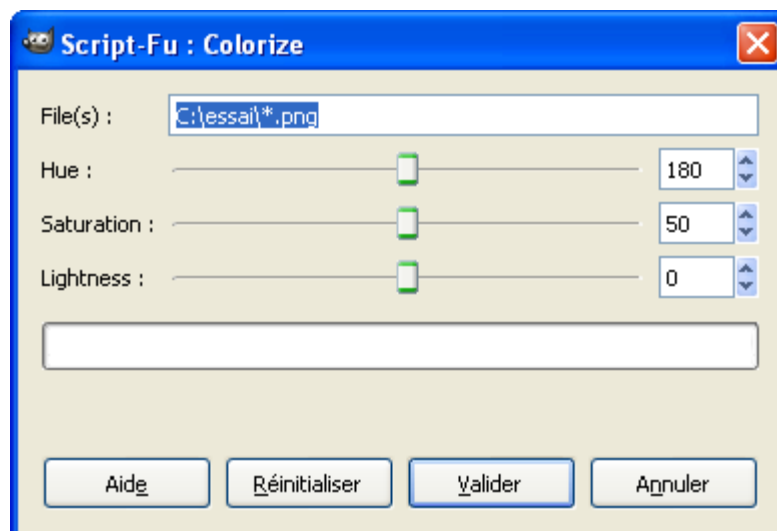 Script-Fu : Colorize
File(s) : C:\essai\*.png
Hue : 180
Saturation : 50
Lightness : 0
Aide Réinitialiser Valider Annuler